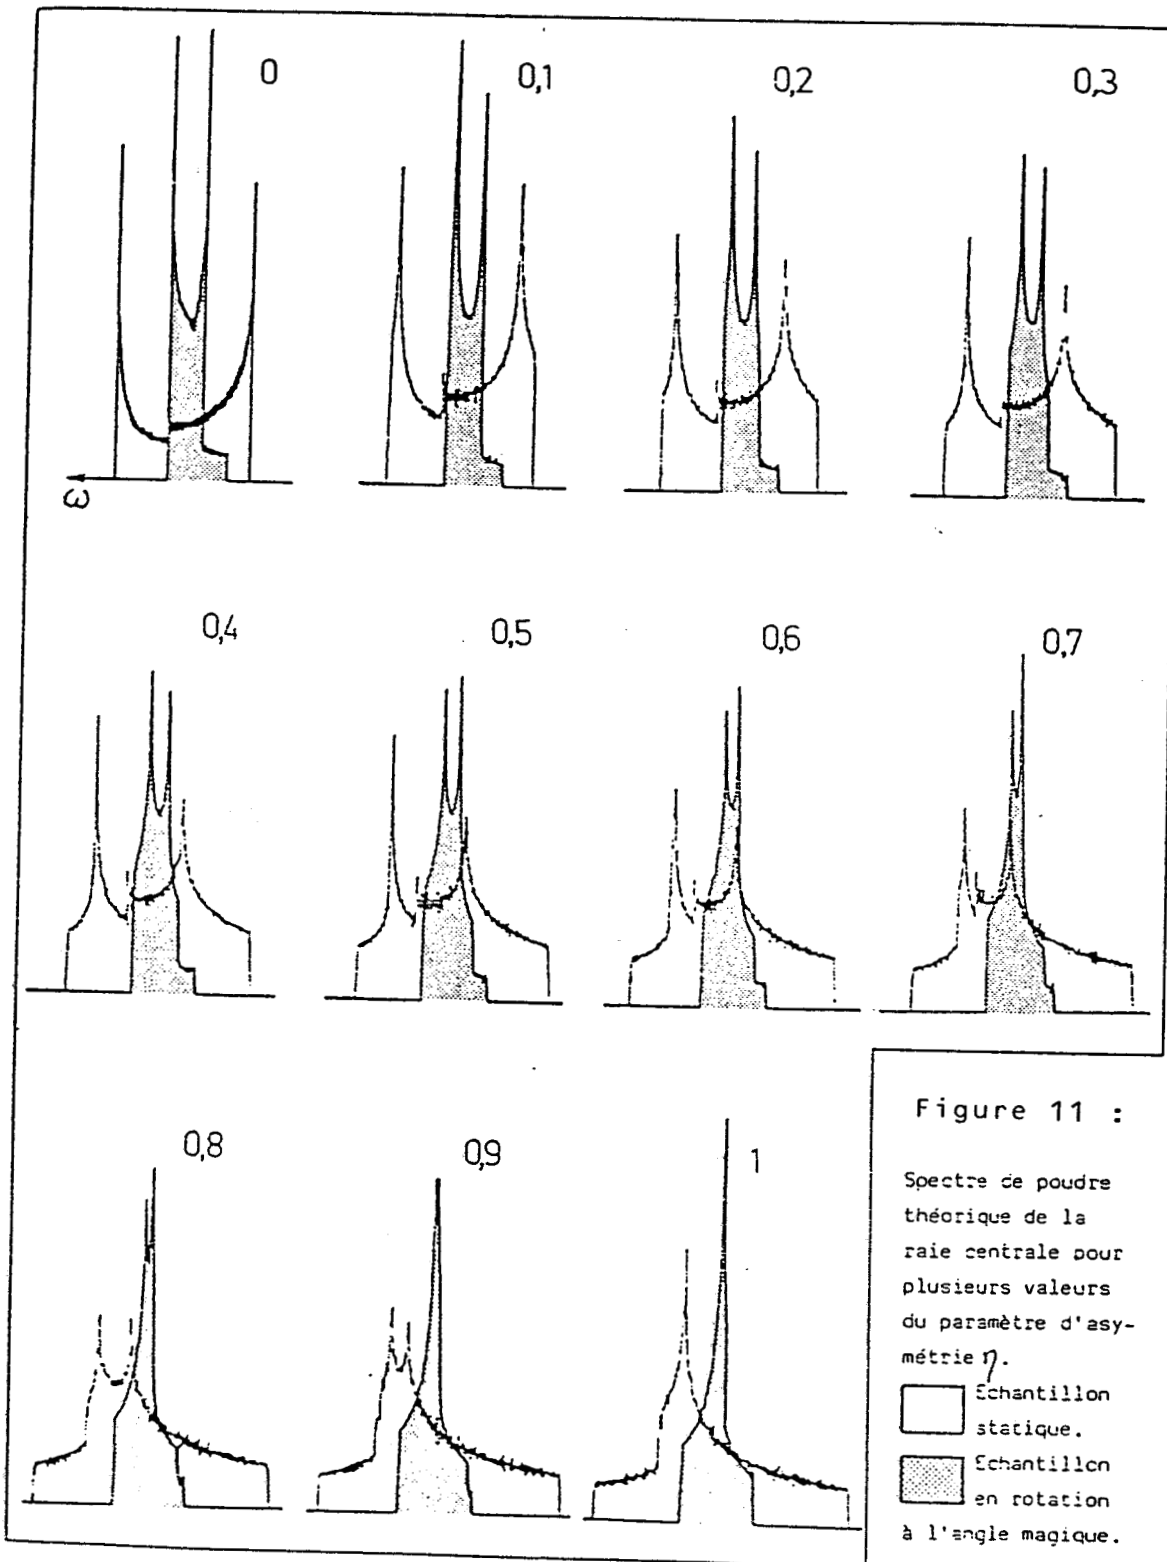 0
0,1
0,2
0,3
ω
0,4
0,5
0,6
0,7
0,8
0,9
1
Figure 11 :
Spectre de poudre
théorique de la
raie centrale pour
plusieurs valeurs
du paramètre d'asy-
métrie η.
Echantillon
statique.
Echantillon
en rotation
à l'angle magique.